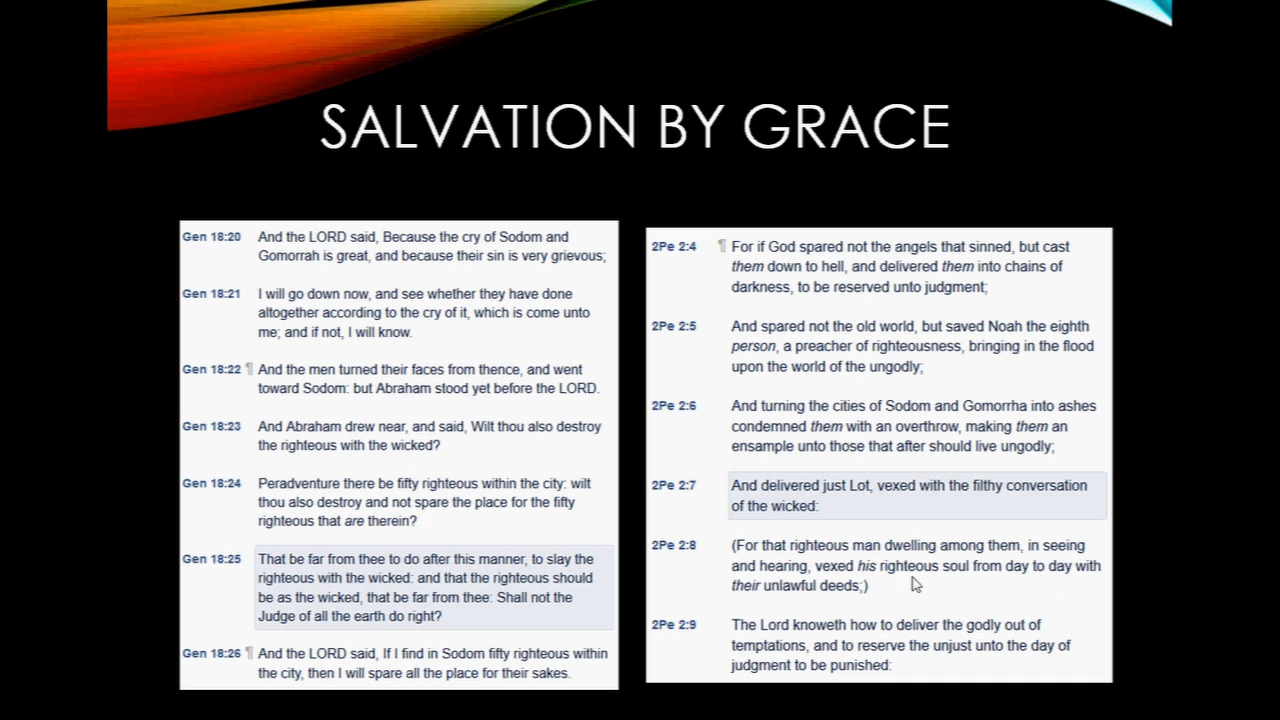 SALVATION BY GRACE
Gen 18:20 And the LORD said, Because the cry of Sodom and
Gomorrah is great, and because their sin is very grievous;
Gen 18:21 I will go down now, and see whether they have done
altogether according to the cry of it, which is come unto
me; and if not, I will know.
Gen 18:22 ¶ And the men turned their faces from thence, and went
toward Sodom: but Abraham stood yet before the LORD.
Gen 18:23 And Abraham drew near, and said, Wilt thou also destroy
the righteous with the wicked?
Gen 18:24 Peradventure there be fifty righteous within the city: wilt
thou also destroy and not spare the place for the fifty
righteous that are therein?
Gen 18:25 That be far from thee to do after this manner, to slay the
righteous with the wicked: and that the righteous should
be as the wicked, that be far from thee: Shall not the
Judge of all the earth do right?
Gen 18:26 ¶ And the LORD said, If I find in Sodom fifty righteous within
the city, then I will spare all the place for their sakes.
2Pe 2:4 ¶ For if God spared not the angels that sinned, but cast
them down to hell, and delivered them into chains of
darkness, to be reserved unto judgment;
2Pe 2:5 And spared not the old world, but saved Noah the eighth
person, a preacher of righteousness, bringing in the flood
upon the world of the ungodly;
2Pe 2:6 And turning the cities of Sodom and Gomorrha into ashes
condemned them with an overthrow, making them an
ensample unto those that after should live ungodly;
2Pe 2:7 And delivered just Lot, vexed with the filthy conversation
of the wicked:
2Pe 2:8 (For that righteous man dwelling among them, in seeing
and hearing, vexed his righteous soul from day to day with
their unlawful deeds;)
2Pe 2:9 The Lord knoweth how to deliver the godly out of
temptations, and to reserve the unjust unto the day of
judgment to be punished: